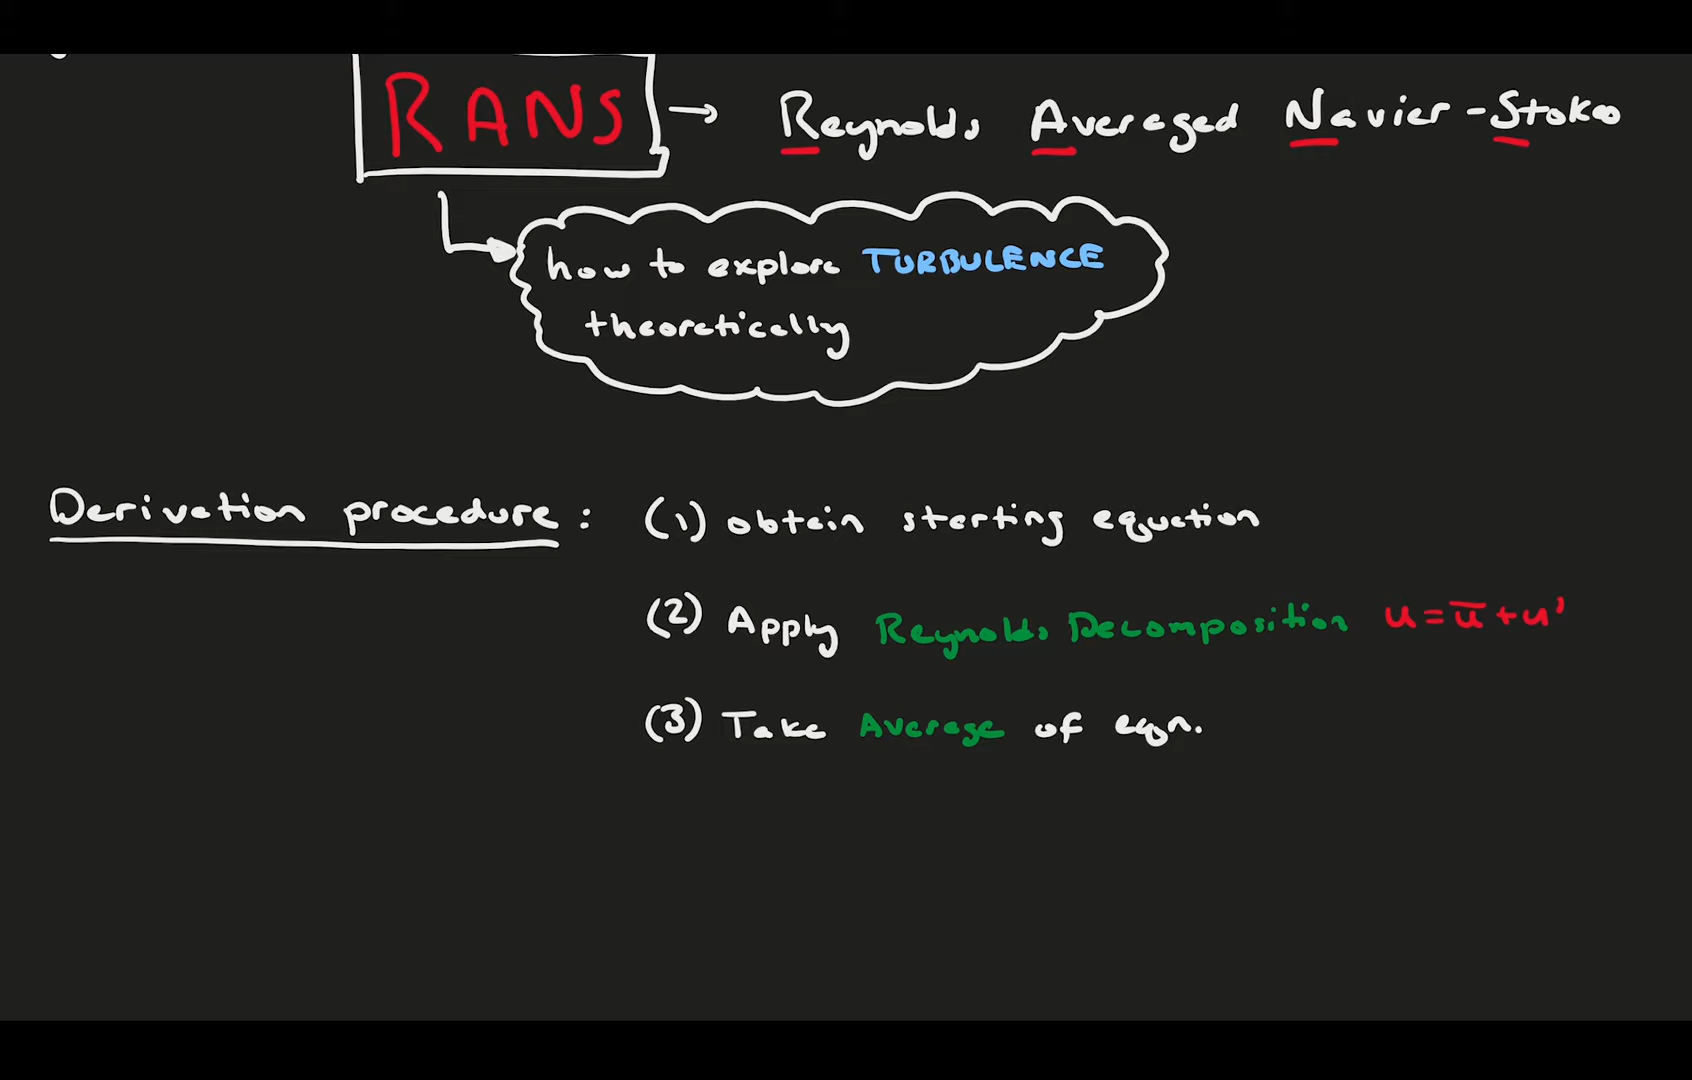 RANS → Reynolds Averaged Navier-Stokes
how to explore TURBULENCE
theoretically
Derivation procedure: (1) obtain starting equation
(2) Apply Reynolds Decomposition u = u̅ + u'
(3) Take Average of eqn.